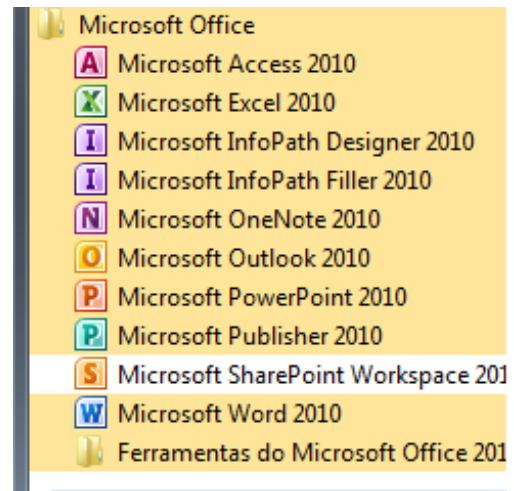 Microsoft Office
Microsoft Access 2010
Microsoft Excel 2010
Microsoft InfoPath Designer 2010
Microsoft InfoPath Filler 2010
Microsoft OneNote 2010
Microsoft Outlook 2010
Microsoft PowerPoint 2010
Microsoft Publisher 2010
Microsoft SharePoint Workspace 201
Microsoft Word 2010
Ferramentas do Microsoft Office 201